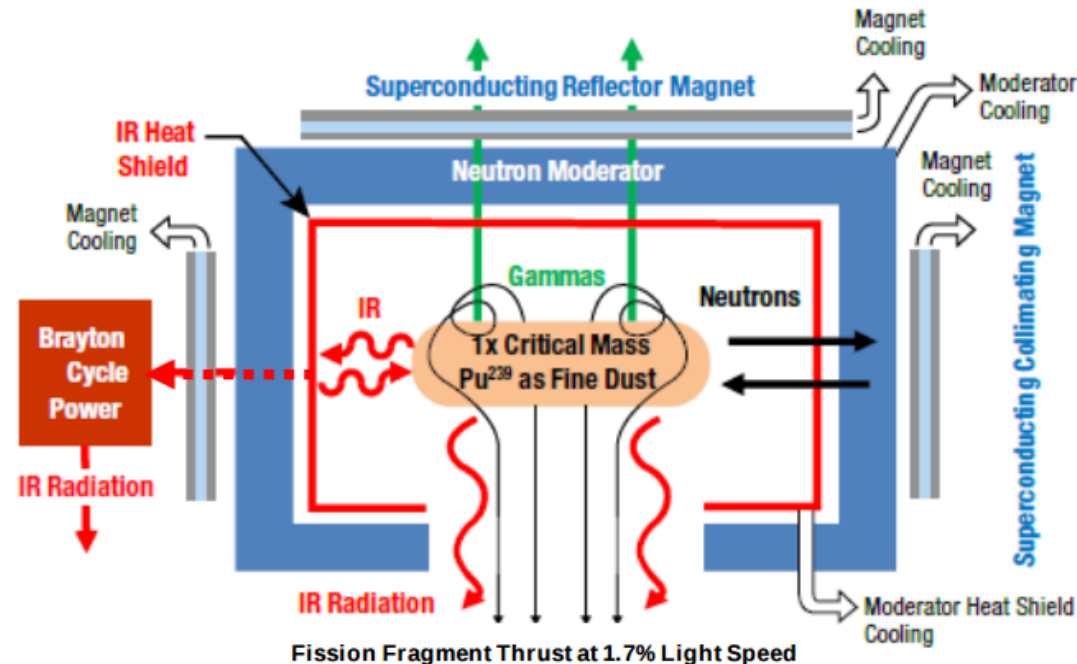 Magnet
Cooling
Superconducting Reflector Magnet
Moderator
Cooling
IR Heat
Shield
Neutron Moderator
Magnet
Cooling
Magnet
Cooling
Superconducting Collimating Magnet
Gammas
Neutrons
IR
Brayton
Cycle
Power
1x Critical Mass
Pu²³⁹ as Fine Dust
IR Radiation
IR Radiation
Moderator Heat Shield
Cooling
Fission Fragment Thrust at 1.7% Light Speed